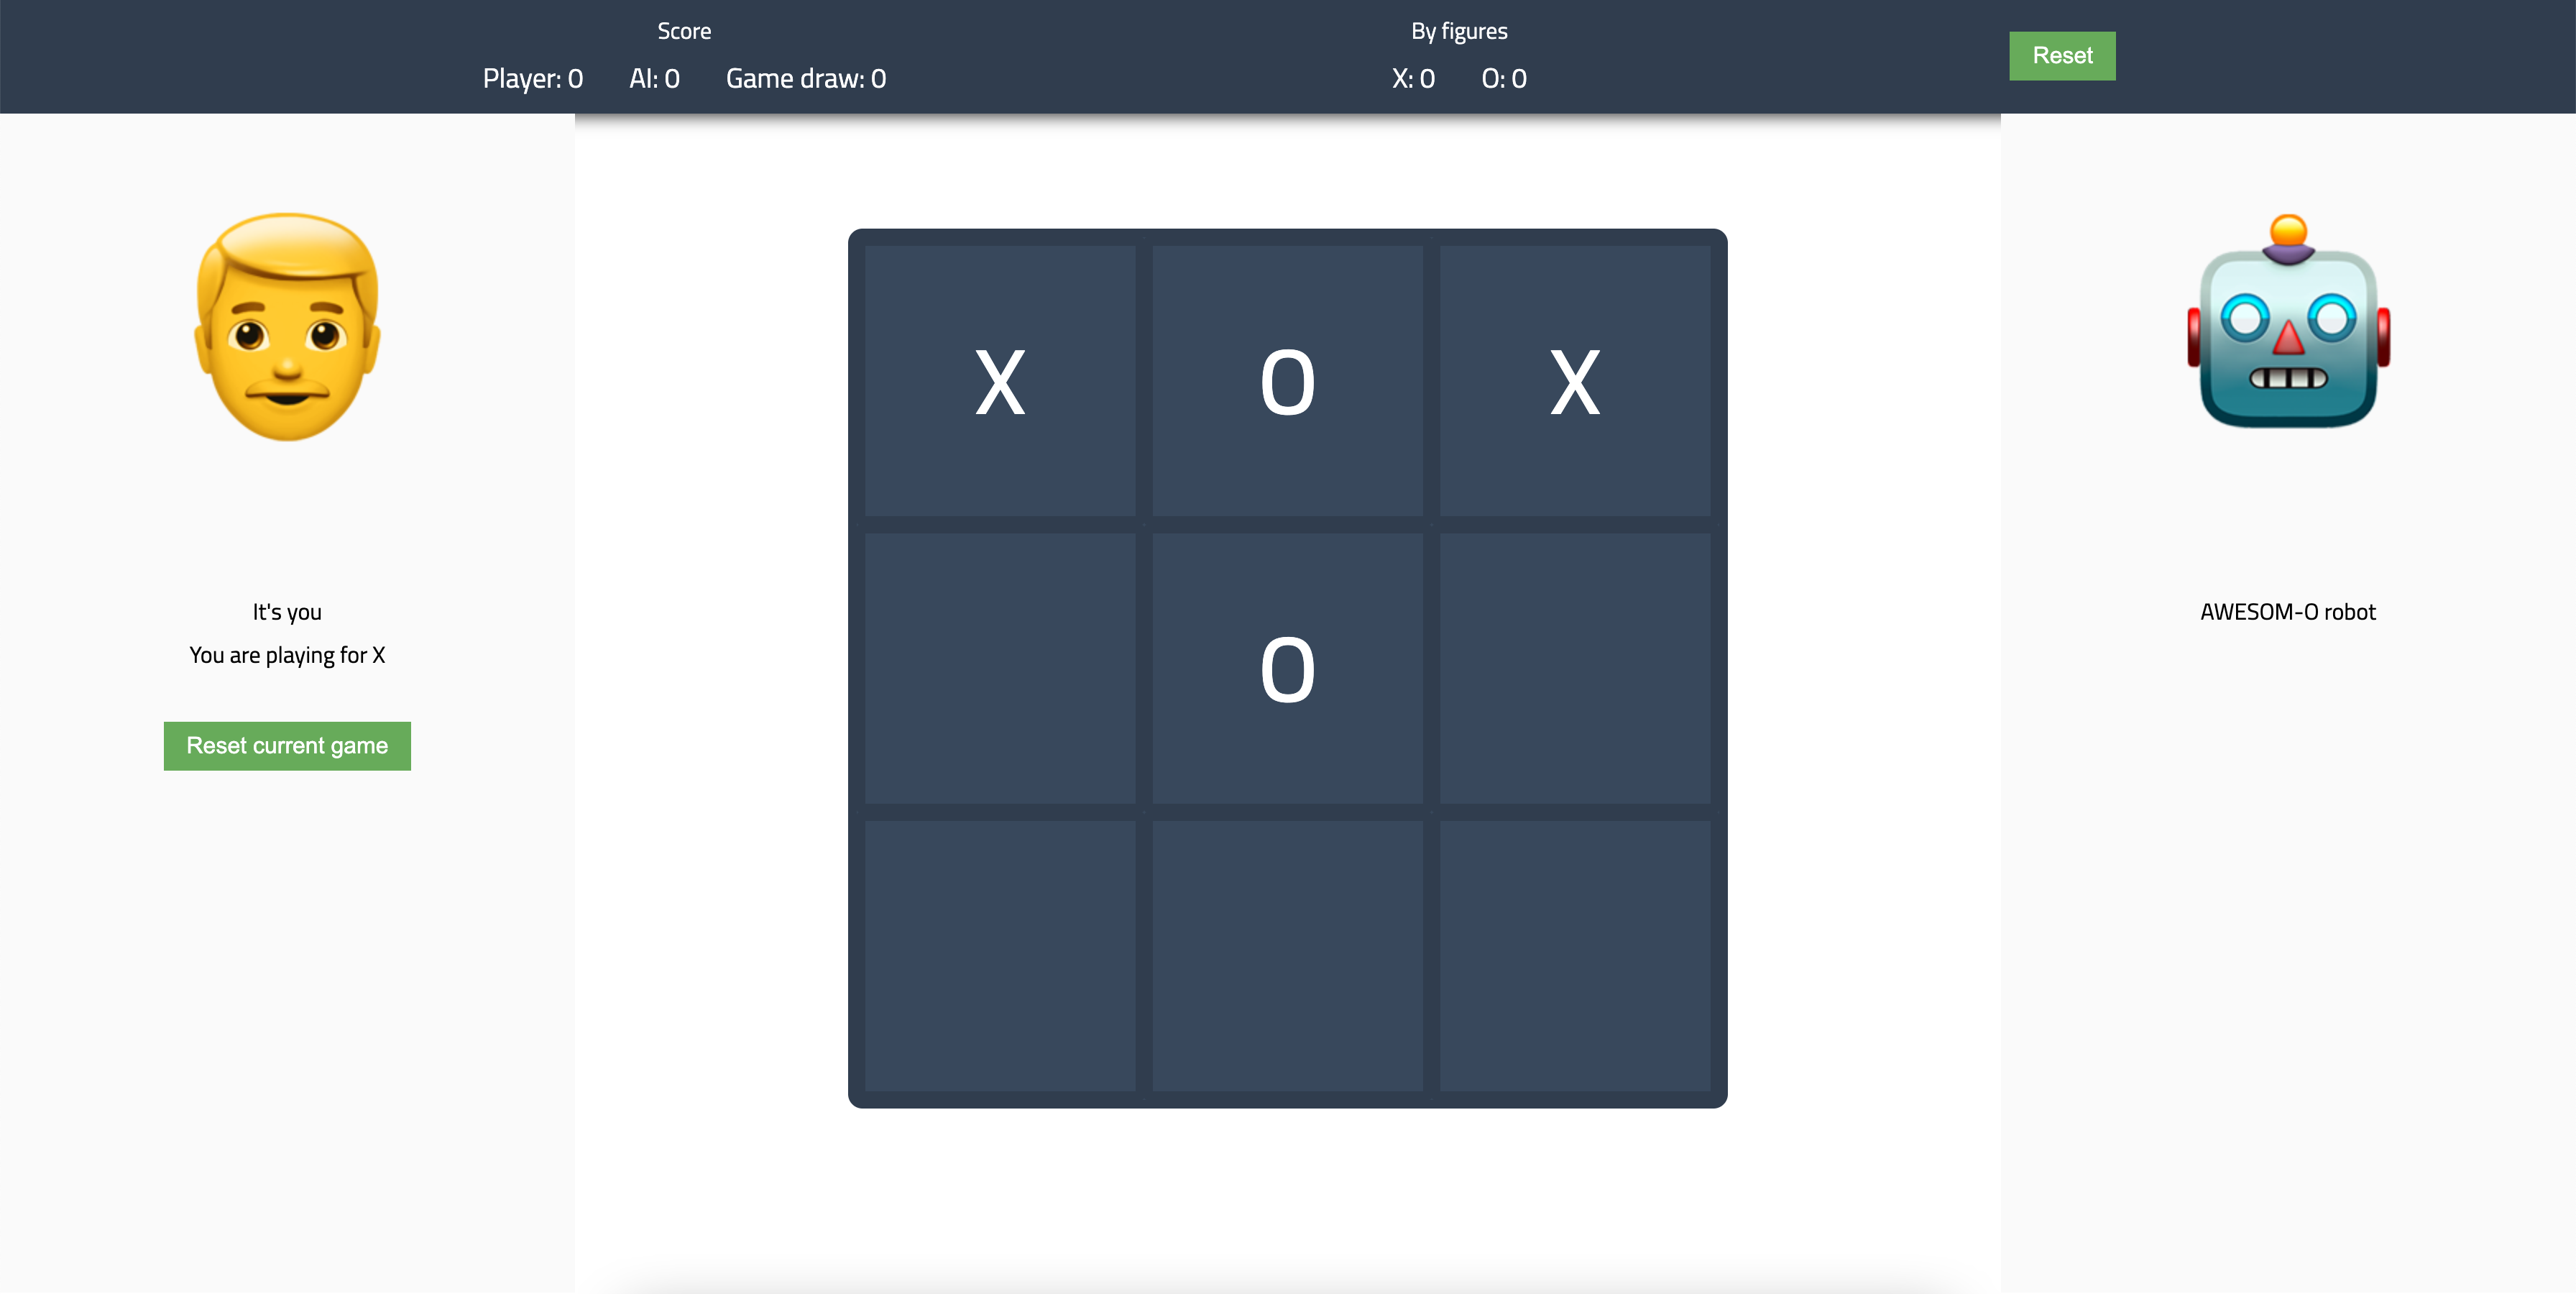 Score
Player: 0 AI: 0 Game draw: 0
By figures
X: 0 O: 0
Reset
X O X
O
It's you
You are playing for X
Reset current game
AWESOM-O robot